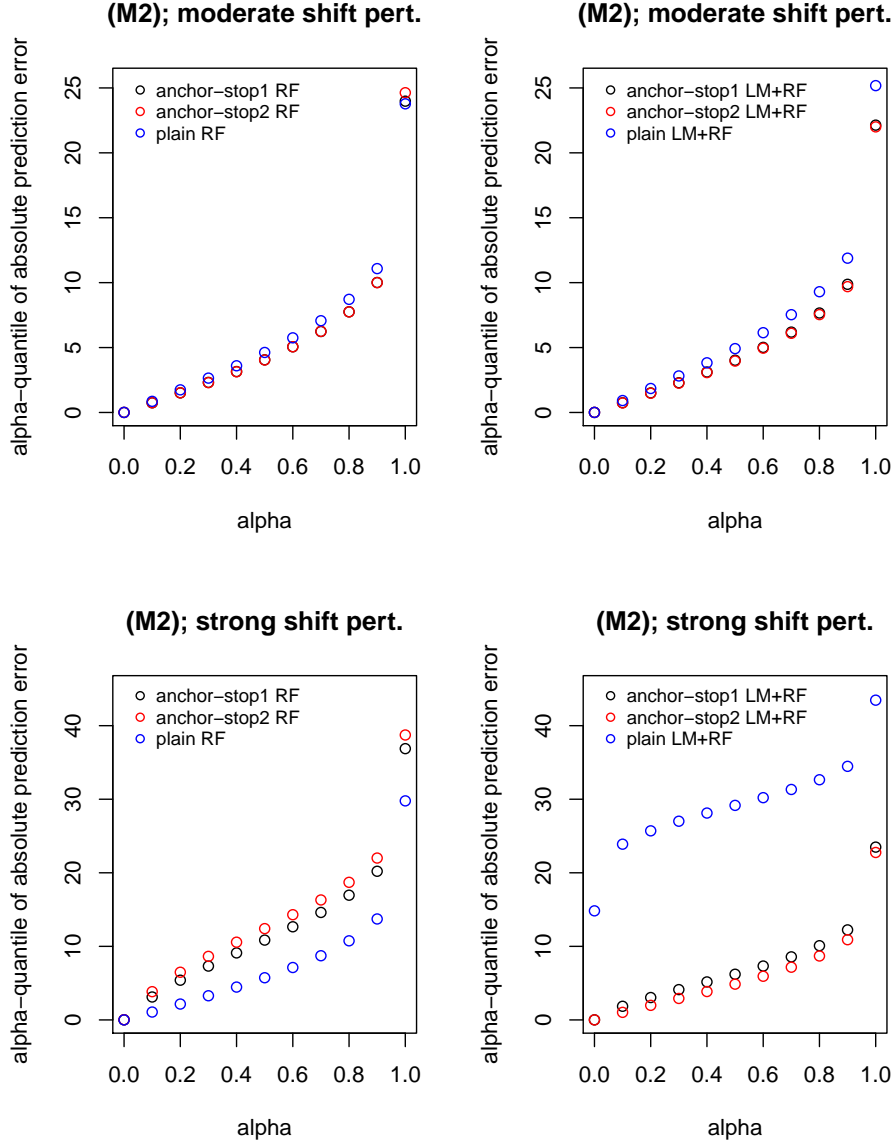 (M2); moderate shift pert.
alpha−quantile of absolute prediction error
25
20
15
10
5
0
anchor−stop1 RF
anchor−stop2 RF
plain RF
0.0 0.2 0.4 0.6 0.8 1.0
alpha
(M2); moderate shift pert.
alpha−quantile of absolute prediction error
25
20
15
10
5
0
anchor−stop1 LM+RF
anchor−stop2 LM+RF
plain LM+RF
0.0 0.2 0.4 0.6 0.8 1.0
alpha
(M2); strong shift pert.
alpha−quantile of absolute prediction error
40
30
20
10
0
anchor−stop1 RF
anchor−stop2 RF
plain RF
0.0 0.2 0.4 0.6 0.8 1.0
alpha
(M2); strong shift pert.
alpha−quantile of absolute prediction error
40
30
20
10
0
anchor−stop1 LM+RF
anchor−stop2 LM+RF
plain LM+RF
0.0 0.2 0.4 0.6 0.8 1.0
alpha